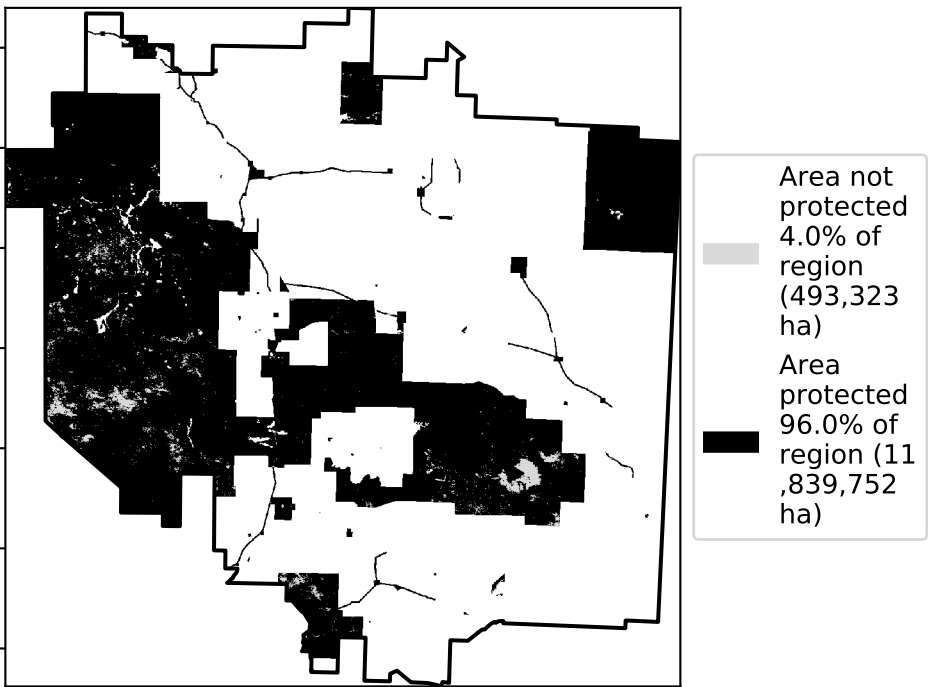 Area not
protected
4.0% of
region
(493,323
ha)
Area
protected
96.0% of
region (11
,839,752
ha)